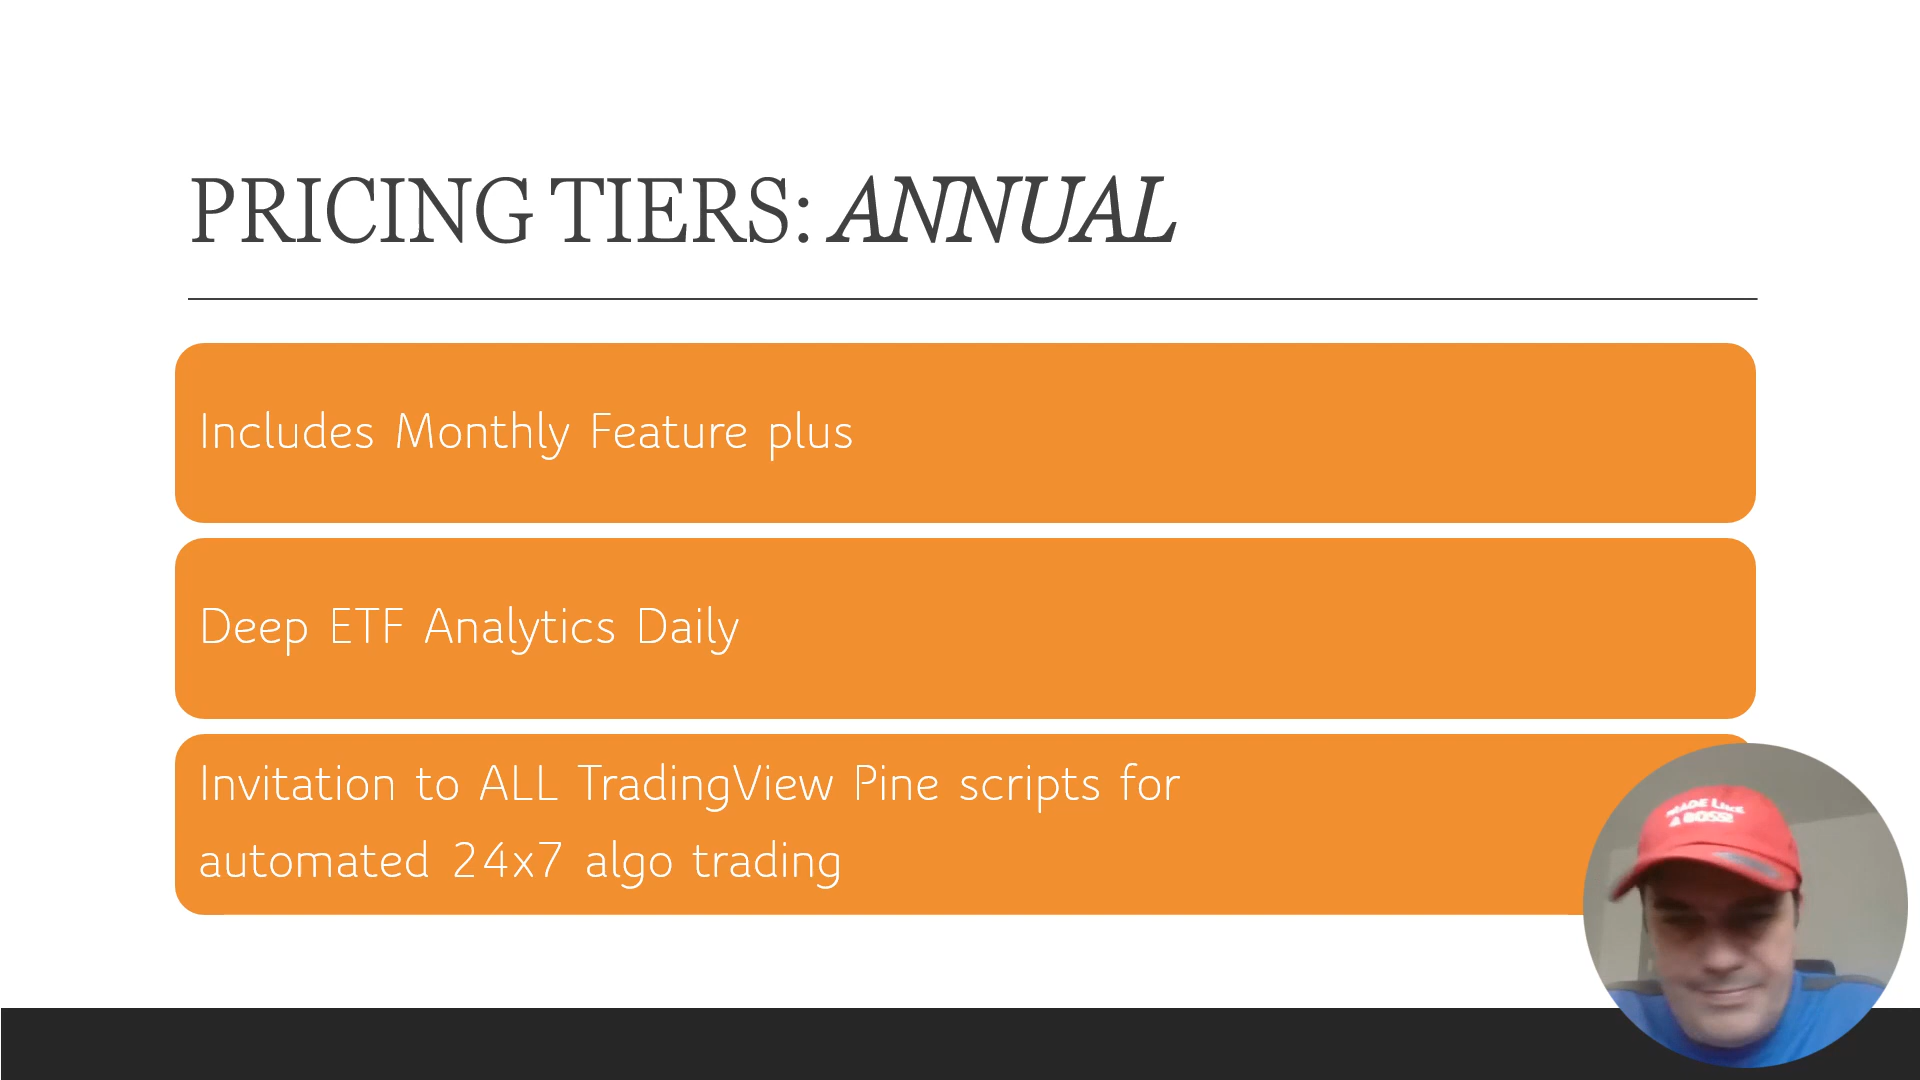 PRICING TIERS: ANNUAL
Includes Monthly Feature plus
Deep ETF Analytics Daily
Invitation to ALL TradingView Pine scripts for
automated 24x7 algo trading
A BOSS!